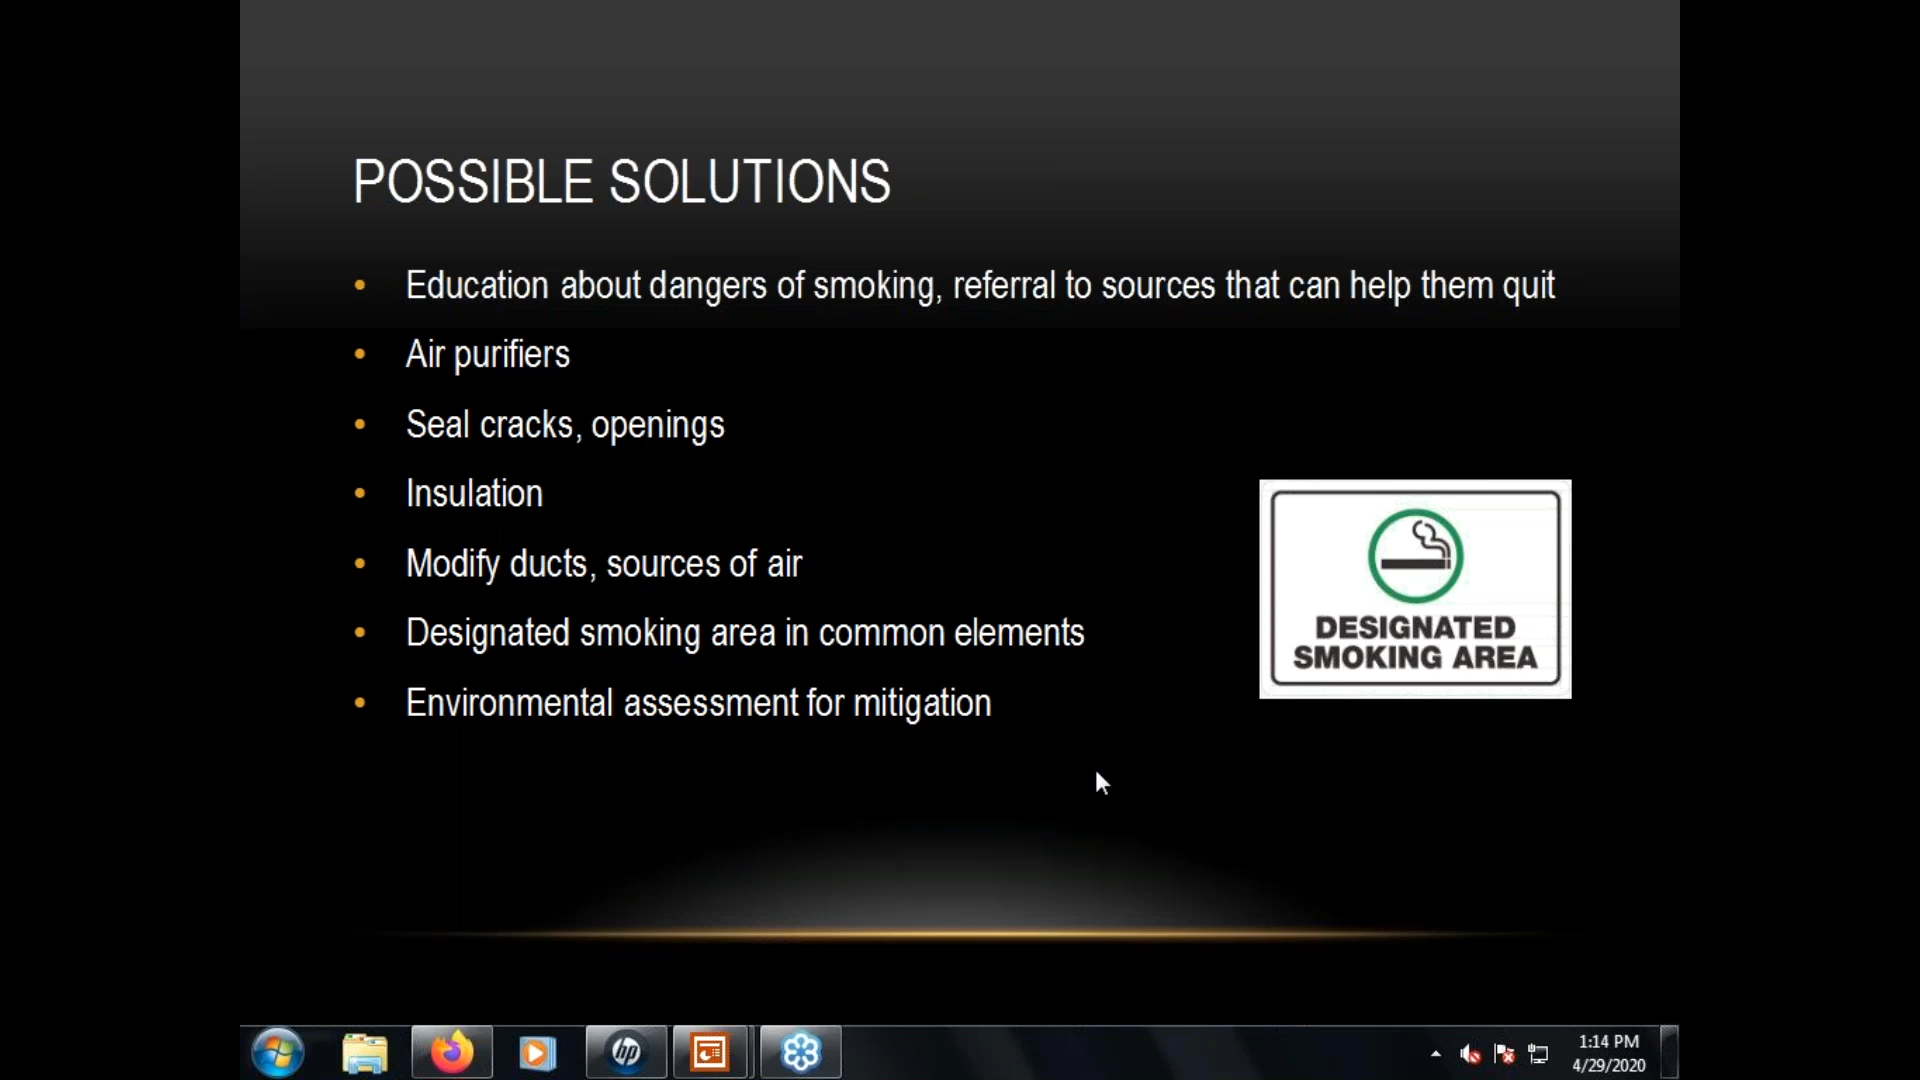 POSSIBLE SOLUTIONS
• Education about dangers of smoking, referral to sources that can help them quit
• Air purifiers
• Seal cracks, openings
• Insulation
• Modify ducts, sources of air
• Designated smoking area in common elements
• Environmental assessment for mitigation
DESIGNATED
SMOKING AREA
hp
1:14 PM
4/29/2020